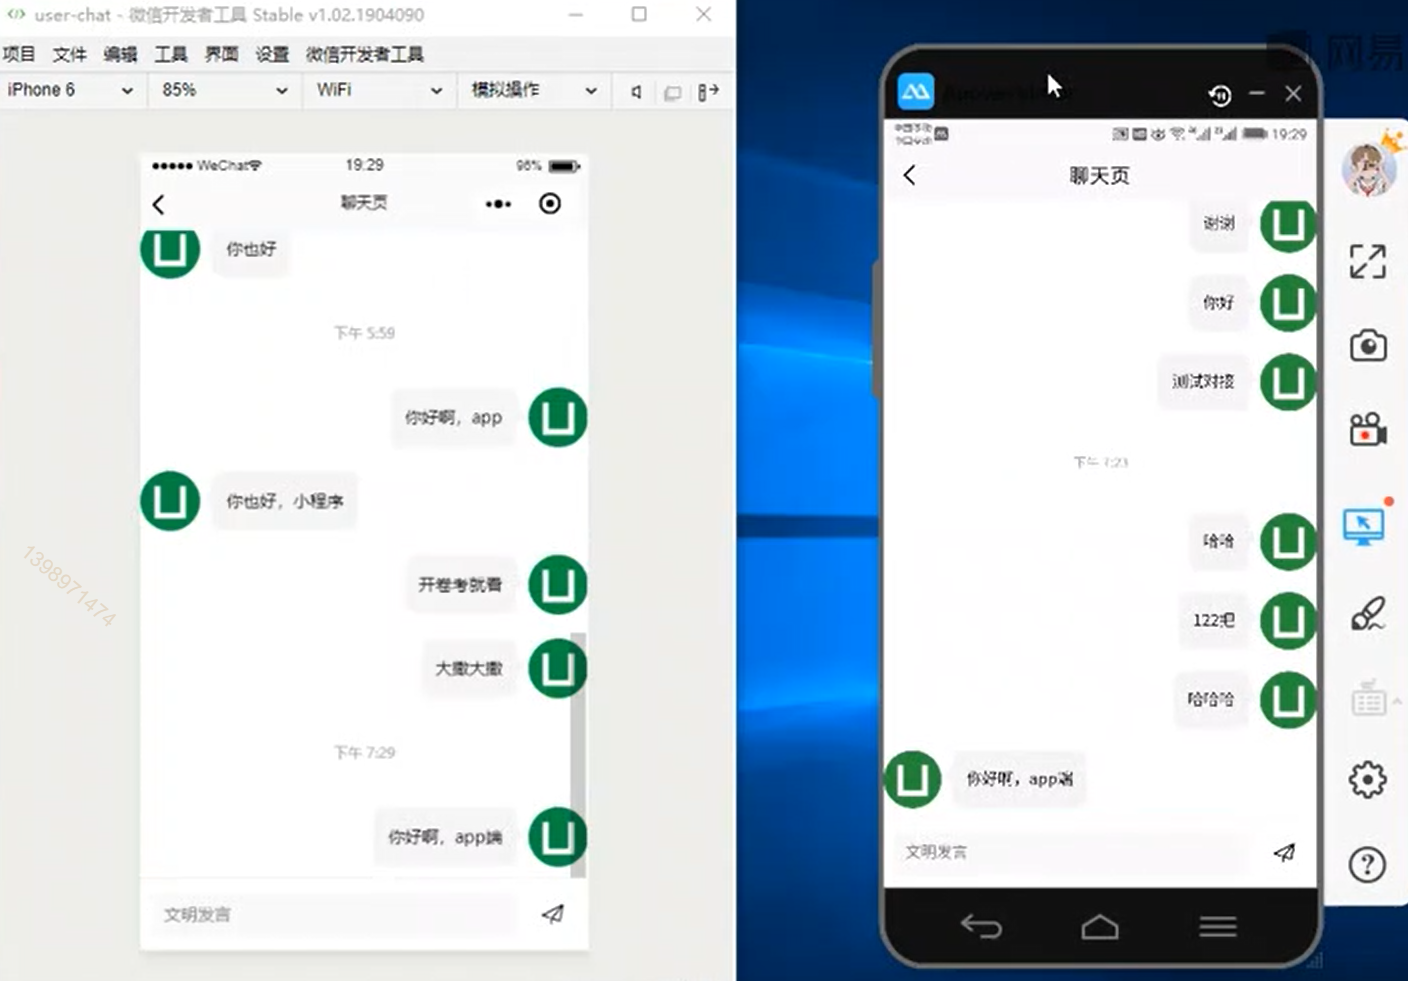 user-chat - 微信开发者工具 Stable v1.02.1904090
项目 文件 编辑 工具 界面 设置 微信开发者工具
iPhone 6 85% WiFi 模拟操作
WeChat 19:29 96%
聊天页
你也好
下午 5:59
你好啊，app
你也好，小程序
开卷考就看
大撒大撒
下午 7:29
你好啊，app端
文明发言
1398971474
网易
19:29
聊天页
谢谢
你好
测试对接
下午 7:23
哈哈
122把
哈哈哈
你好啊，app端
文明发言